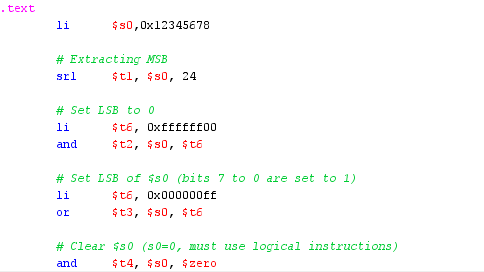 .text
li $s0,0x12345678
# Extracting MSB
srl $t1, $s0, 24
# Set LSB to 0
li $t6, 0xffffff00
and $t2, $s0, $t6
# Set LSB of $s0 (bits 7 to 0 are set to 1)
li $t6, 0x000000ff
or $t3, $s0, $t6
# Clear $s0 (s0=0, must use logical instructions)
and $t4, $s0, $zero